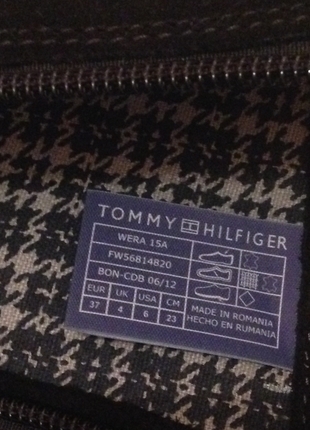 TOMMY HILFIGER
WERA 15A
FW56814820
BON-CDB 06/12
EUR UK USA CM
37 4 6 23
MADE IN ROMANIA
HECHO EN RUMANIA